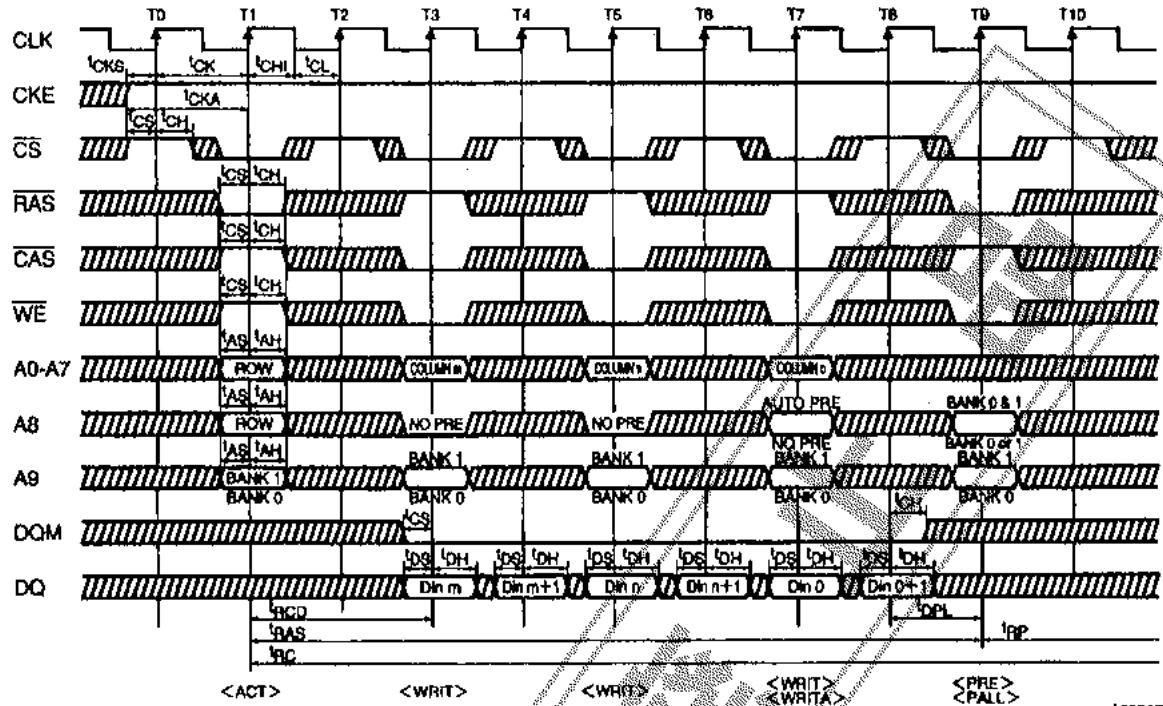 T0 T1 T2 T3 T4 T5 T6 T7 T8 T9 T10
CLK
tCKS tCK tCHI tCL
CKE
tCKA
tCS tCH
CS
tCS tCH
RAS
tCS tCH
CAS
tCS tCH
WE
tAS tAH
A0-A7 ROW COLUMN m COLUMN n COLUMN o
tAS tAH AUTO PRE BANK 0 & 1
A8 ROW NO PRE NO PRE
NO PRE BANK 0 or 1
tAS tAH BANK 1 BANK 1 BANK 1 BANK 1
A9 BANK 1
BANK 0 BANK 0 BANK 0 BANK 0 BANK 0
tCS tCH
DQM
tDS tDH tDS tDH tDS tDH tDS tDH tDS tDH tDS tDH
DQ Din m Din m+1 Din n Din n+1 Din 0 Din 0+1
tRCD tDPL
tRAS tRP
tRC
<ACT> <WRIT> <WRIT> <WRIT> <PRE>
<WRITA> <PALL>